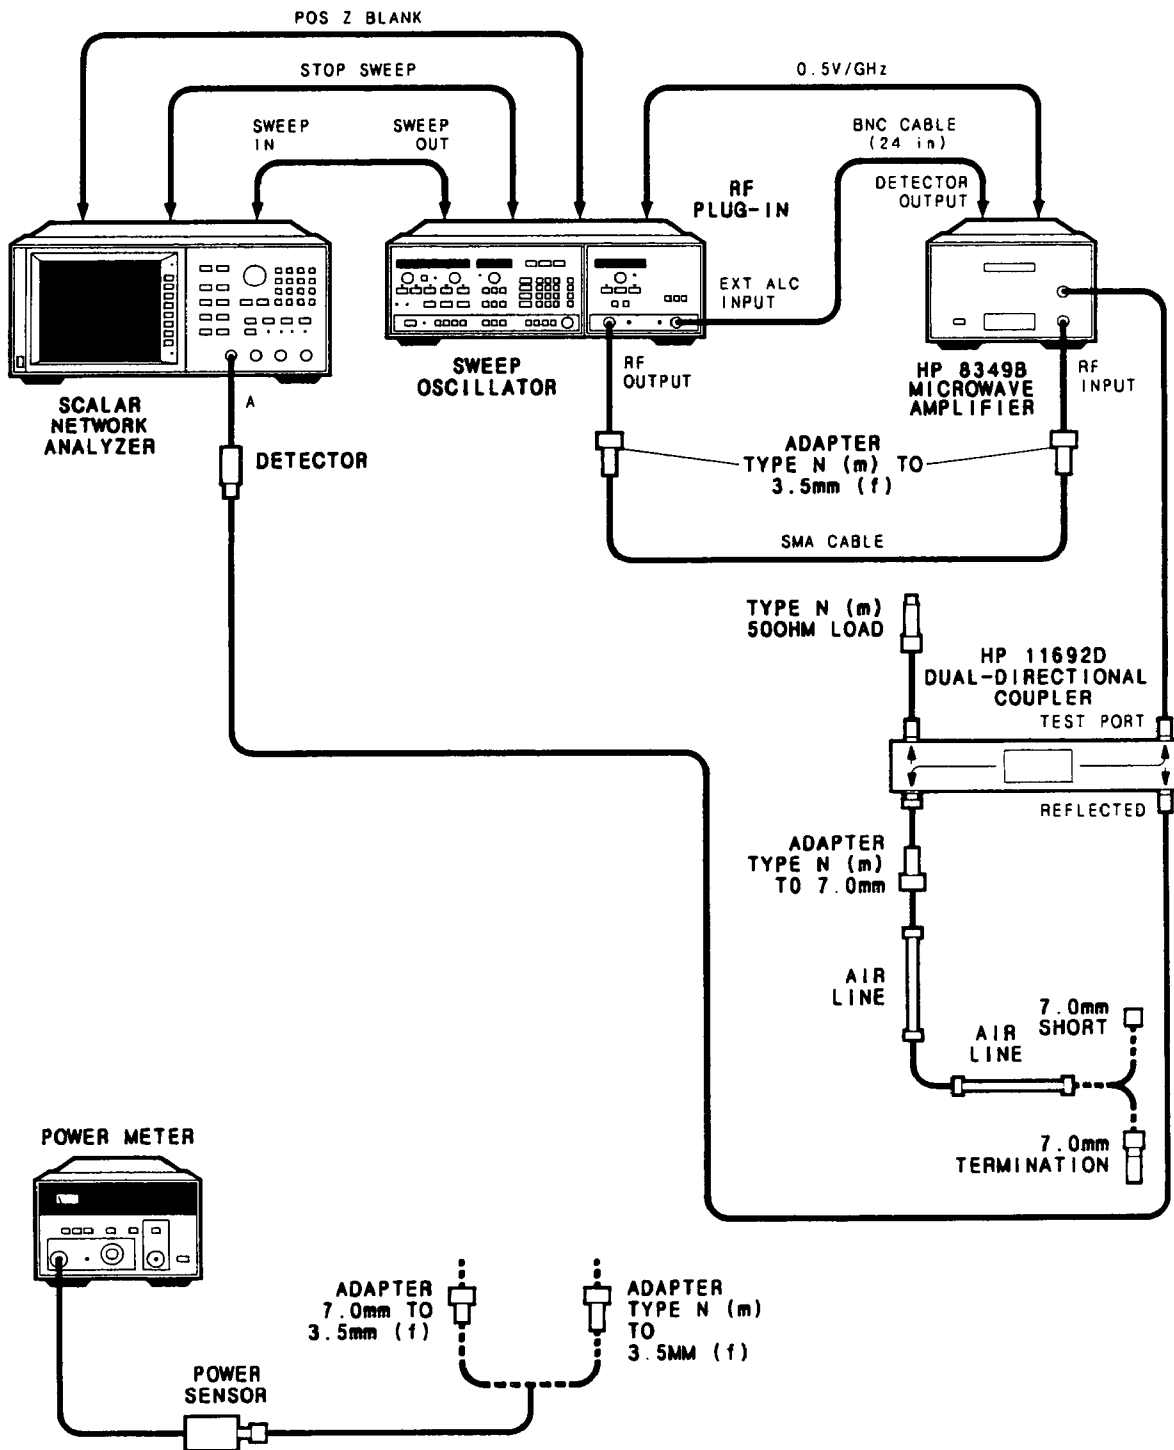 POS Z BLANK
STOP SWEEP
0.5V/GHz
SWEEP
IN
SWEEP
OUT
BNC CABLE
(24 in)
DETECTOR
OUTPUT
RF
PLUG-IN
EXT ALC
INPUT
SWEEP
OSCILLATOR
RF
OUTPUT
HP 8349B
MICROWAVE
AMPLIFIER
RF
INPUT
SCALAR
NETWORK
ANALYZER
A
DETECTOR
ADAPTER
TYPE N (m) TO
3.5mm (f)
SMA CABLE
TYPE N (m)
50OHM LOAD
HP 11692D
DUAL-DIRECTIONAL
COUPLER
TEST PORT
REFLECTED
ADAPTER
TYPE N (m)
TO 7.0mm
AIR
LINE
AIR
LINE
7.0mm
SHORT
7.0mm
TERMINATION
POWER METER
ADAPTER
7.0mm TO
3.5mm (f)
ADAPTER
TYPE N (m)
TO
3.5MM (f)
POWER
SENSOR